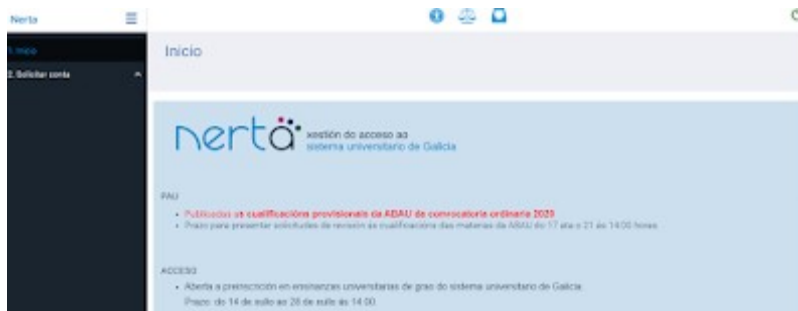 Nerta
1. Inicio
2. Solicitar conta
Inicio
nerta
xestión do acceso ao
sistema universitario de Galicia
PAU
Publicadas as cualificacións provisionais da ABAU da convocatoria ordinaria 2020
Prazo para presentar solicitudes de revisión ás cualificacións das materias da ABAU do 17 ata o 21 ás 14:00 horas
ACCESO
Aberta a preinscrición en ensinanzas universitarias de grao do sistema universitario de Galicia
Prazo: do 14 de xullo ao 28 de xullo ás 14:00